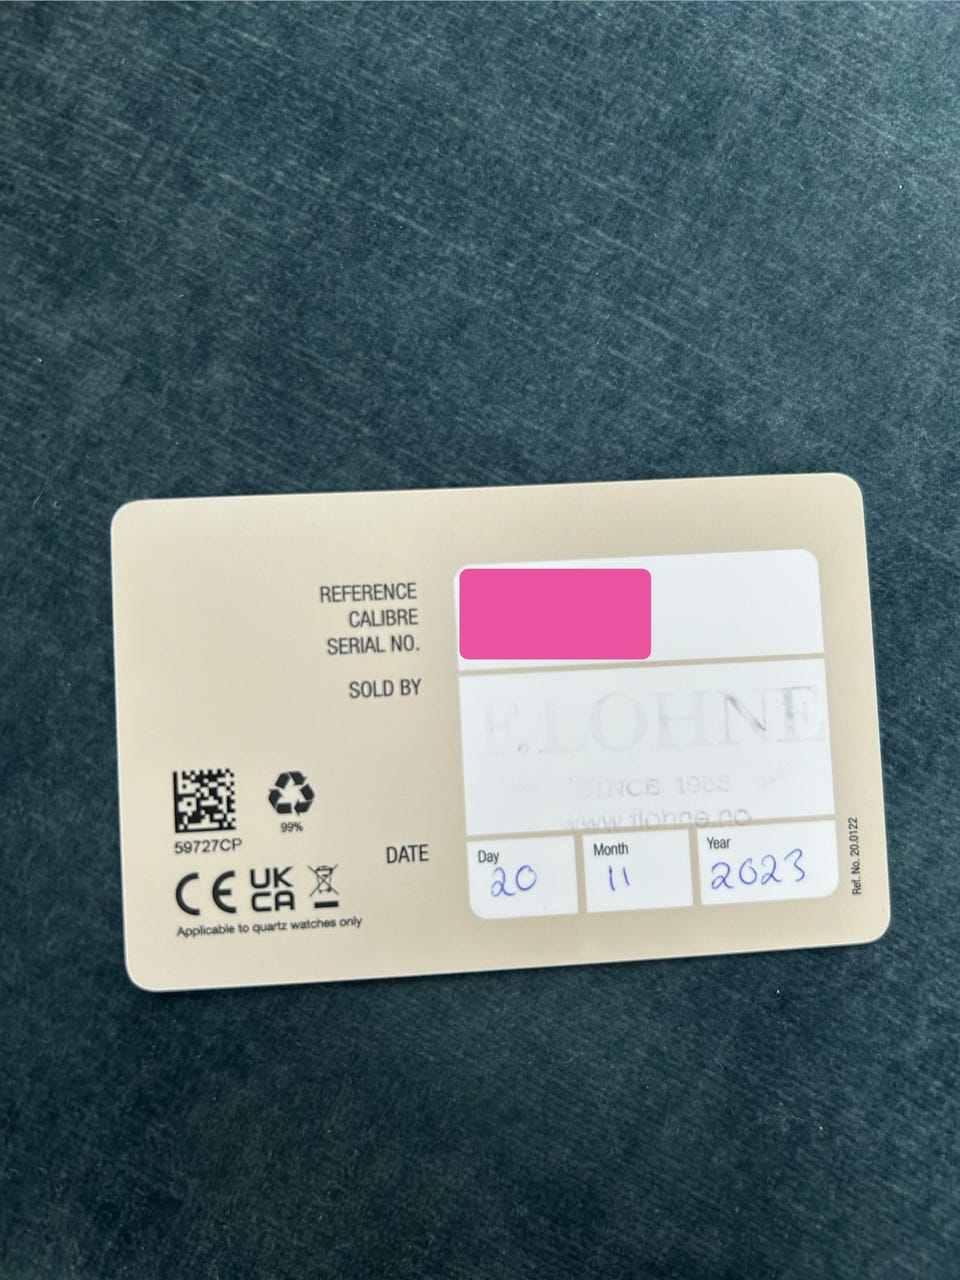 REFERENCE
CALIBRE
SERIAL NO.
SOLD BY
F.LOHNE
SINCE 1958
www.flohne.no
59727CP
99%
CE UK CA
Applicable to quartz watches only
DATE
Day Month Year
20 11 2023
Ref. No. 20.0122